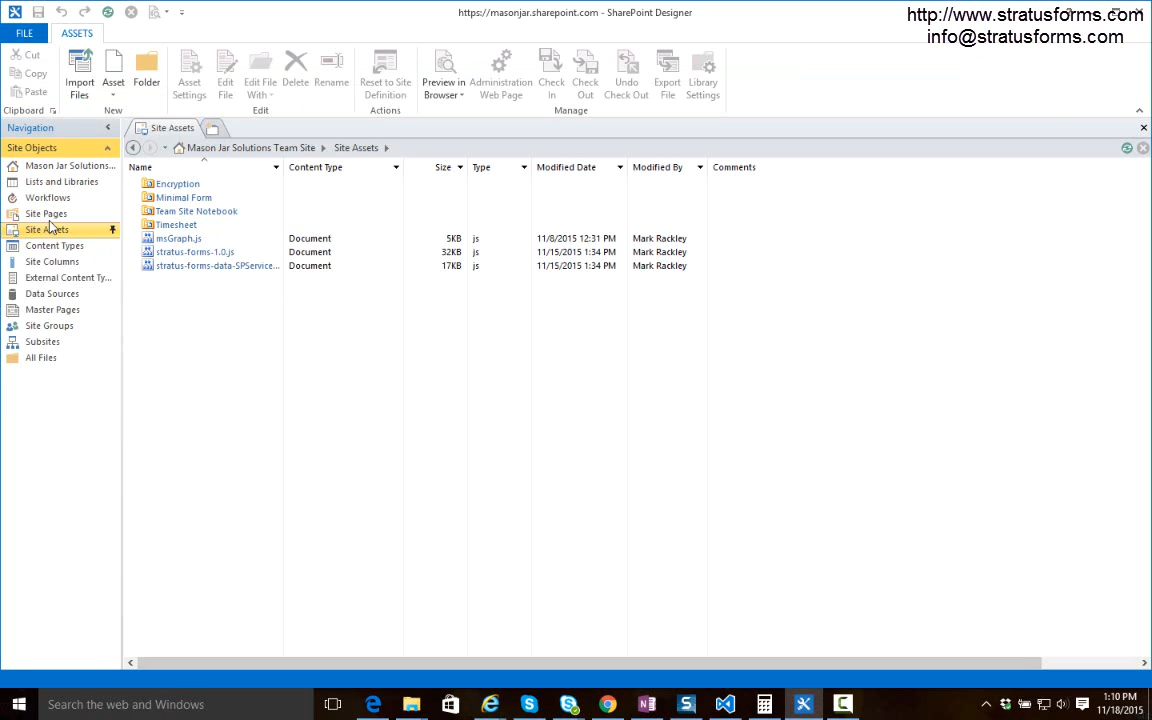 https://masonjar.sharepoint.com - SharePoint Designer
http://www.stratusforms.com
info@stratusforms.com
FILE
ASSETS
Cut
Copy
Paste
Clipboard
Import Files
Asset
Folder
New
Asset Settings
Edit File
Edit File With
Delete
Rename
Edit
Reset to Site Definition
Actions
Preview in Browser
Administration Web Page
Check In
Check Out
Undo Check Out
Export File
Library Settings
Manage
Navigation
Site Objects
Mason Jar Solutions...
Lists and Libraries
Workflows
Site Pages
Site Assets
Content Types
Site Columns
External Content Ty...
Data Sources
Master Pages
Site Groups
Subsites
All Files
Site Assets
Mason Jar Solutions Team Site
Site Assets
Name Content Type Size Type Modified Date Modified By Comments
Encryption
Minimal Form
Team Site Notebook
Timesheet
msGraph.js Document 5KB js 11/8/2015 12:31 PM Mark Rackley
stratus-forms-1.0.js Document 32KB js 11/15/2015 1:34 PM Mark Rackley
stratus-forms-data-SPService... Document 17KB js 11/15/2015 1:34 PM Mark Rackley
Search the web and Windows
1:10 PM
11/18/2015